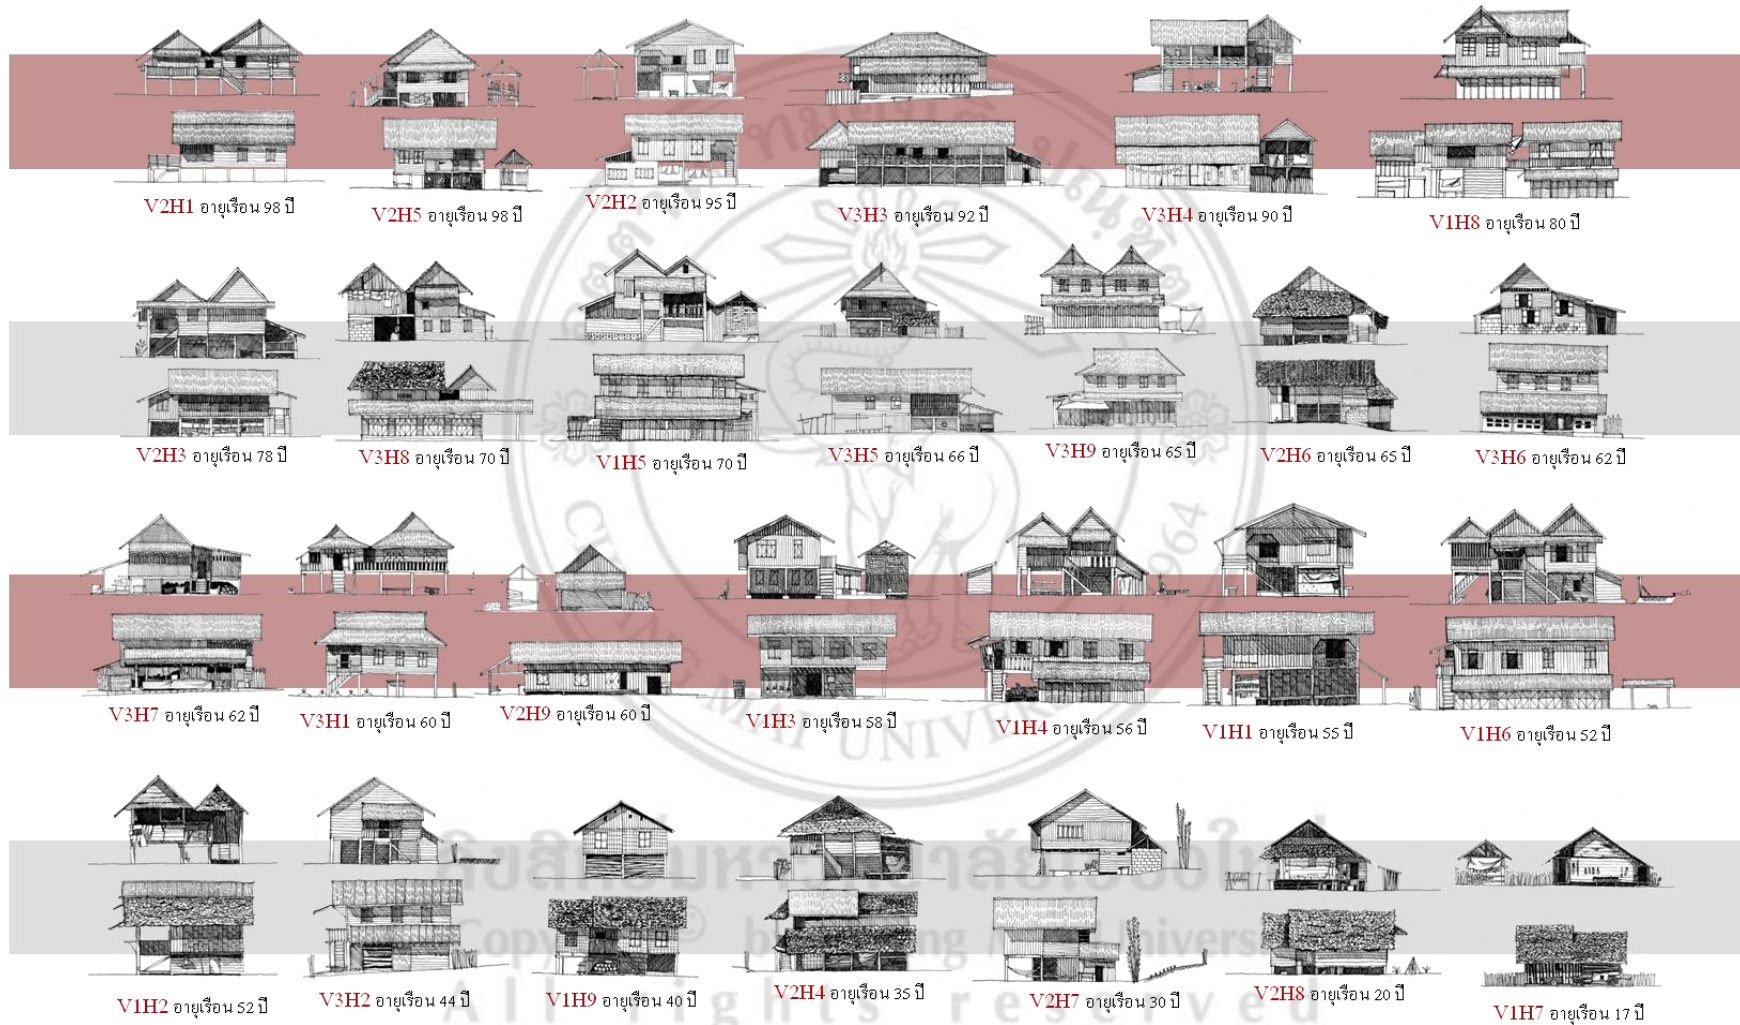 V2H1 อายุเรือน 98 ปี
V2H5 อายุเรือน 98 ปี
V2H2 อายุเรือน 95 ปี
V3H3 อายุเรือน 92 ปี
V3H4 อายุเรือน 90 ปี
V1H8 อายุเรือน 80 ปี
V2H3 อายุเรือน 78 ปี
V3H8 อายุเรือน 70 ปี
V1H5 อายุเรือน 70 ปี
V3H5 อายุเรือน 66 ปี
V3H9 อายุเรือน 65 ปี
V2H6 อายุเรือน 65 ปี
V3H6 อายุเรือน 62 ปี
V3H7 อายุเรือน 62 ปี
V3H1 อายุเรือน 60 ปี
V2H9 อายุเรือน 60 ปี
V1H3 อายุเรือน 58 ปี
V1H4 อายุเรือน 56 ปี
V1H1 อายุเรือน 55 ปี
V1H6 อายุเรือน 52 ปี
V1H2 อายุเรือน 52 ปี
V3H2 อายุเรือน 44 ปี
V1H9 อายุเรือน 40 ปี
V2H4 อายุเรือน 35 ปี
V2H7 อายุเรือน 30 ปี
V2H8 อายุเรือน 20 ปี
V1H7 อายุเรือน 17 ปี
1964
All rights reserved